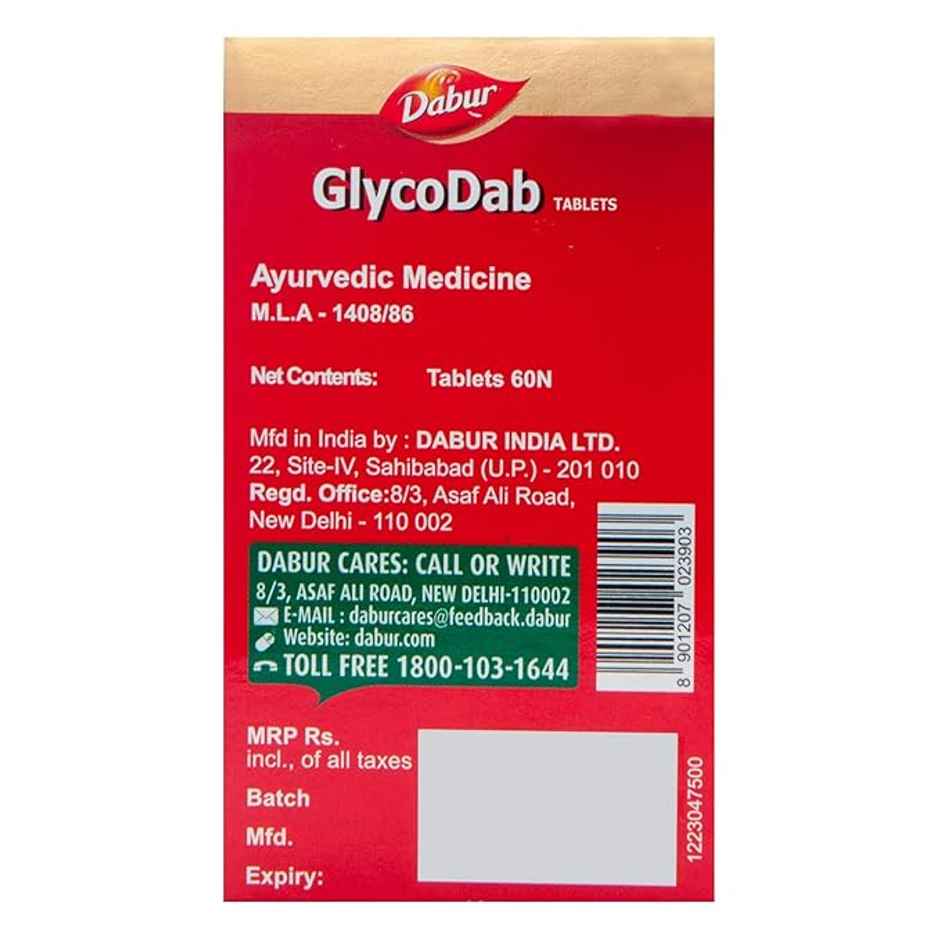 Dabur
GlycoDab TABLETS
Ayurvedic Medicine
M.L.A - 1408/86
Net Contents: Tablets 60N
Mfd in India by : DABUR INDIA LTD.
22, Site-IV, Sahibabad (U.P.) - 201 010
Regd. Office:8/3, Asaf Ali Road,
New Delhi - 110 002
DABUR CARES: CALL OR WRITE
8/3, ASAF ALI ROAD, NEW DELHI-110002
E-MAIL : daburcares@feedback.dabur
Website: dabur.com
TOLL FREE 1800-103-1644
8 901207 023903
MRP Rs.
incl., of all taxes
Batch
Mfd.
Expiry:
1223047500